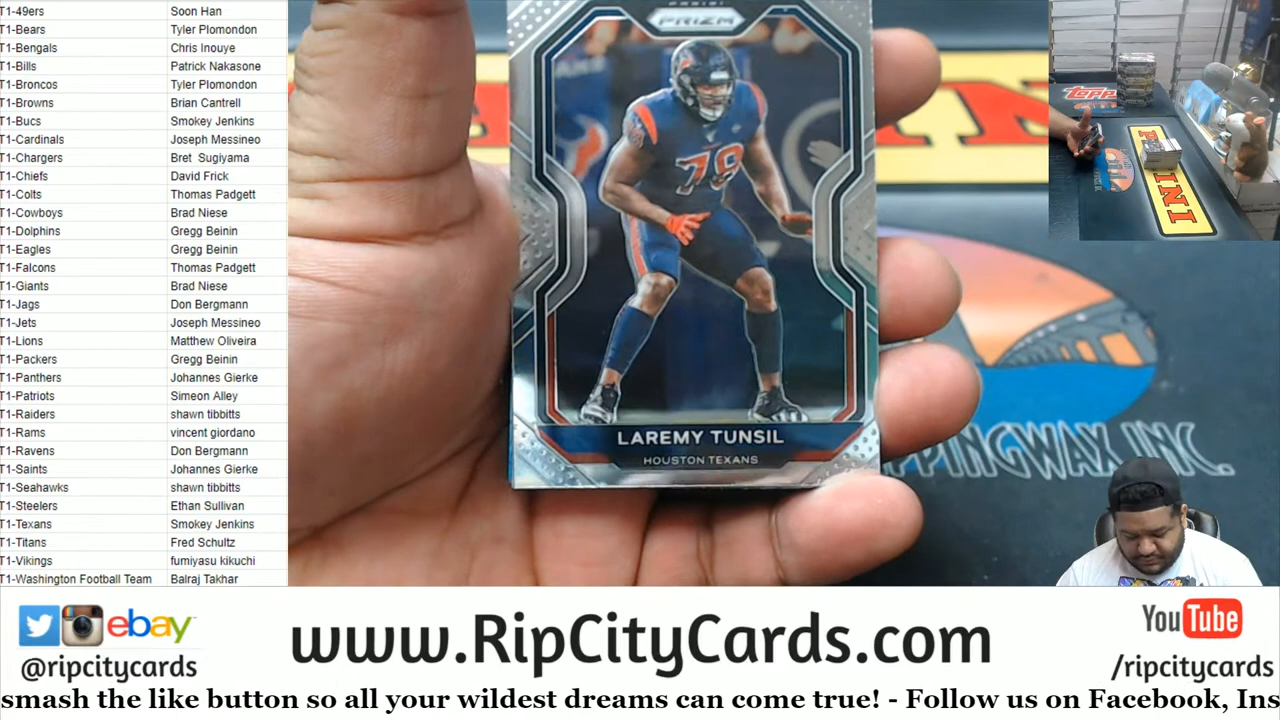 T1-49ers Soon Han
T1-Bears Tyler Plomondon
T1-Bengals Chris Inouye
T1-Bills Patrick Nakasone
T1-Broncos Tyler Plomondon
T1-Browns Brian Cantrell
T1-Bucs Smokey Jenkins
T1-Cardinals Joseph Messineo
T1-Chargers Bret Sugiyama
T1-Chiefs David Frick
T1-Colts Thomas Padgett
T1-Cowboys Brad Niese
T1-Dolphins Gregg Beinin
T1-Eagles Gregg Beinin
T1-Falcons Thomas Padgett
T1-Giants Brad Niese
T1-Jags Don Bergmann
T1-Jets Joseph Messineo
T1-Lions Matthew Oliveira
T1-Packers Gregg Beinin
T1-Panthers Johannes Gierke
T1-Patriots Simeon Alley
T1-Raiders shawn tibbitts
T1-Rams vincent giordano
T1-Ravens Don Bergmann
T1-Saints Johannes Gierke
T1-Seahawks shawn tibbitts
T1-Steelers Ethan Sullivan
T1-Texans Smokey Jenkins
T1-Titans Fred Schultz
T1-Vikings fumiyasu kikuchi
T1-Washington Football Team Balraj Takhar
PRIZM
78
LAREMY TUNSIL
HOUSTON TEXANS
PPINGWAX, INC.
topps
ebay
@ripcitycards
www.RipCityCards.com
YouTube
/ripcitycards
smash the like button so all your wildest dreams can come true! - Follow us on Facebook, Ins